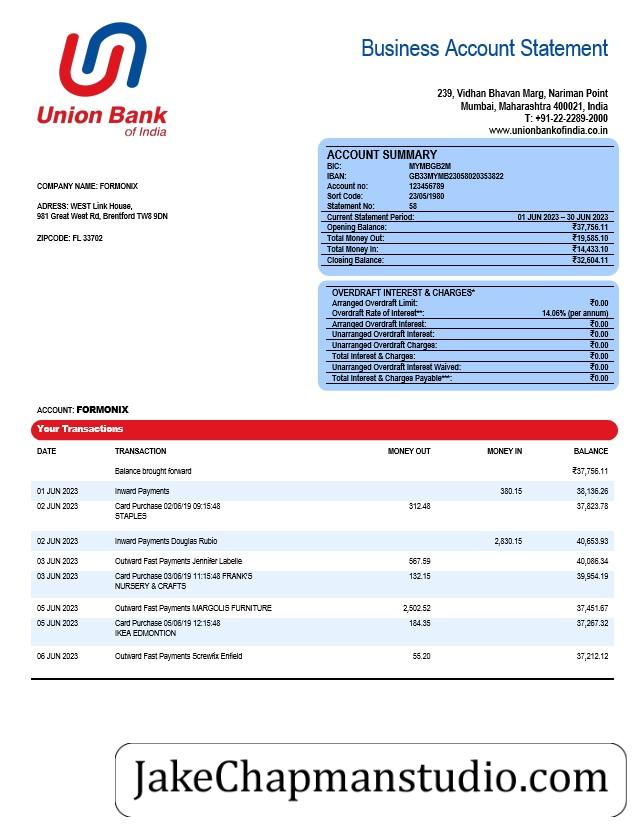 Union Bank
of India
Business Account Statement
239, Vidhan Bhavan Marg, Nariman Point
Mumbai, Maharashtra 400021, India
T: +91-22-2289-2000
www.unionbankofindia.co.in
COMPANY NAME: FORMONIX
ADRESS: WEST Link House,
981 Great West Rd, Brentford TW8 9DN
ZIPCODE: FL 33702
ACCOUNT SUMMARY
BIC: MYMBGB2M
IBAN: GB33MYMB23058020353822
Account no: 123456789
Sort Code: 23/05/1980
Statement No: 58
Current Statement Period: 01 JUN 2023 – 30 JUN 2023
Opening Balance: ₹37,756.11
Total Money Out: ₹19,585.10
Total Money In: ₹14,433.10
Closing Balance: ₹32,604.11
OVERDRAFT INTEREST & CHARGES*
Arranged Overdraft Limit: ₹0.00
Overdraft Rate of Interest**: 14.06% (per annum)
Arranged Overdraft Interest: ₹0.00
Unarranged Overdraft Interest: ₹0.00
Unarranged Overdraft Charges: ₹0.00
Total Interest & Charges: ₹0.00
Unarranged Overdraft Interest Waived: ₹0.00
Total Interest & Charges Payable***: ₹0.00
ACCOUNT: FORMONIX
Your Transactions
DATE TRANSACTION MONEY OUT MONEY IN BALANCE
Balance brought forward ₹37,756.11
01 JUN 2023 Inward Payments 380.15 38,136.26
02 JUN 2023 Card Purchase 02/06/19 09:15:48 312.48 37,823.78
STAPLES
02 JUN 2023 Inward Payments Douglas Rubio 2,830.15 40,653.93
03 JUN 2023 Outward Fast Payments Jennifer Labelle 567.59 40,086.34
03 JUN 2023 Card Purchase 03/06/19 11:15:48 FRANK'S 132.15 39,954.19
NURSERY & CRAFTS
05 JUN 2023 Outward Fast Payments MARGOLIS FURNITURE 2,502.52 37,451.67
05 JUN 2023 Card Purchase 05/06/19 12:15:48 184.35 37,267.32
IKEA EDMONTION
06 JUN 2023 Outward Fast Payments Screwfix Enfield 55.20 37,212.12
JakeChapmanstudio.com